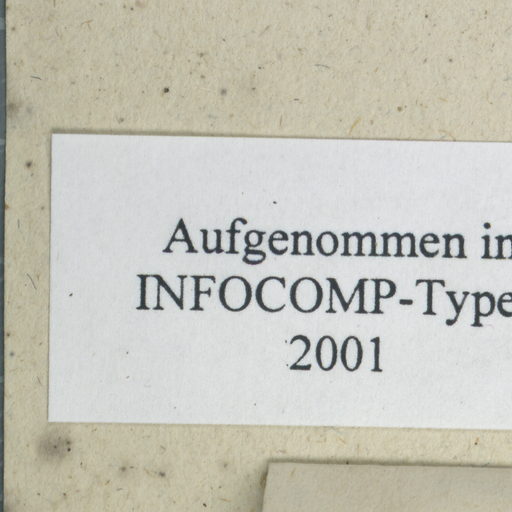 Aufgenommen in
INFOCOMP-Type
2001